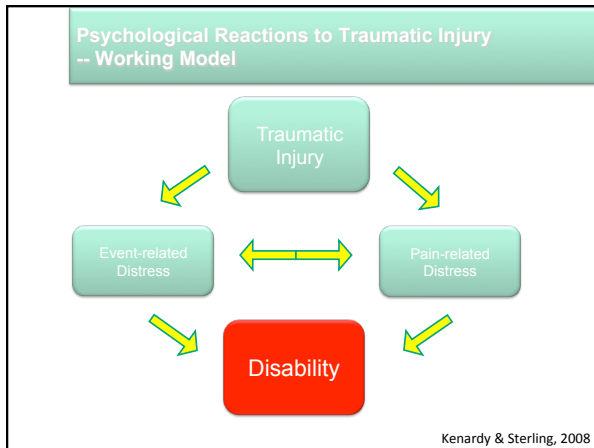 Psychological Reactions to Traumatic Injury
-- Working Model
Traumatic
Injury
Event-related
Distress
Pain-related
Distress
Disability
Kenardy & Sterling, 2008